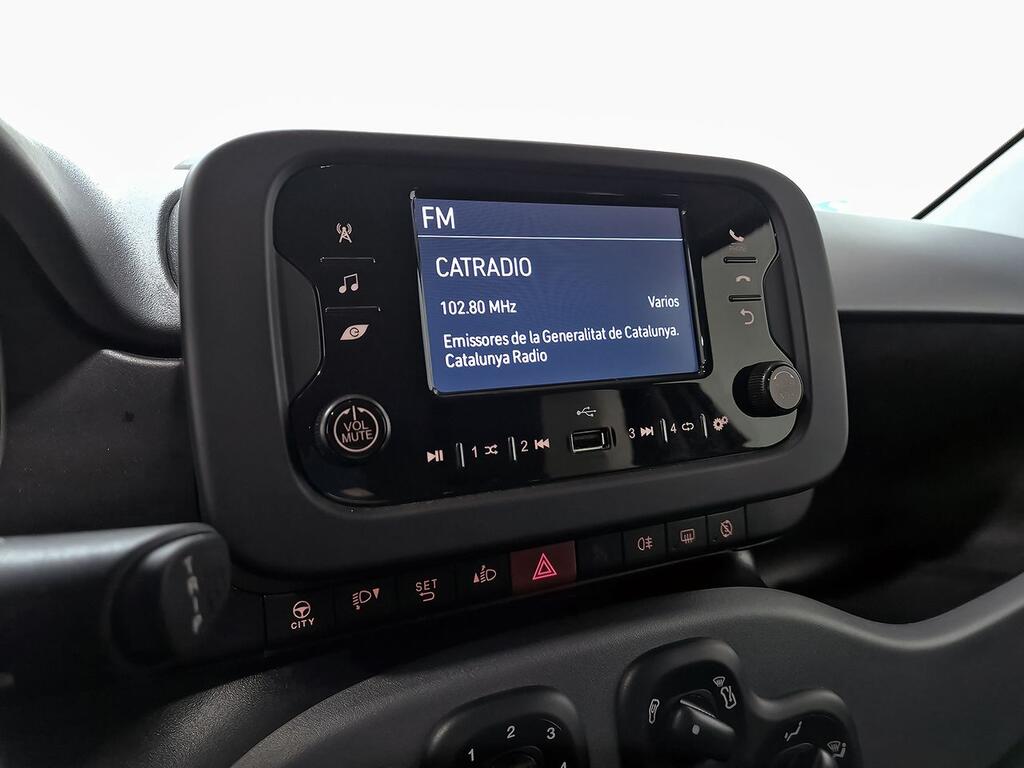 FM
CATRADIO
102.80 MHz
Varios
Emissores de la Generalitat de Catalunya.
Catalunya Radio
VOL
MUTE
1
2
3
4
CITY
SET
1
2
3
4